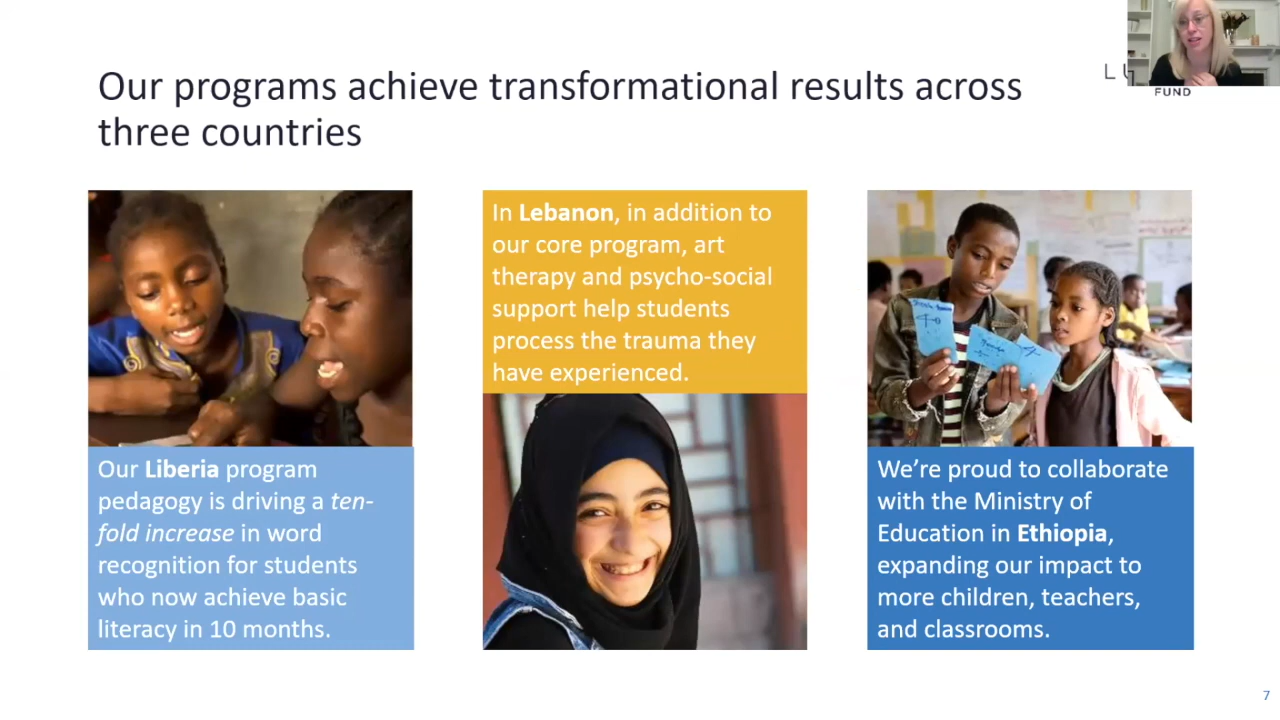 Our programs achieve transformational results across
three countries
FUND
Our Liberia program
pedagogy is driving a ten-
fold increase in word
recognition for students
who now achieve basic
literacy in 10 months.
In Lebanon, in addition to
our core program, art
therapy and psycho-social
support help students
process the trauma they
have experienced.
We’re proud to collaborate
with the Ministry of
Education in Ethiopia,
expanding our impact to
more children, teachers,
and classrooms.
7